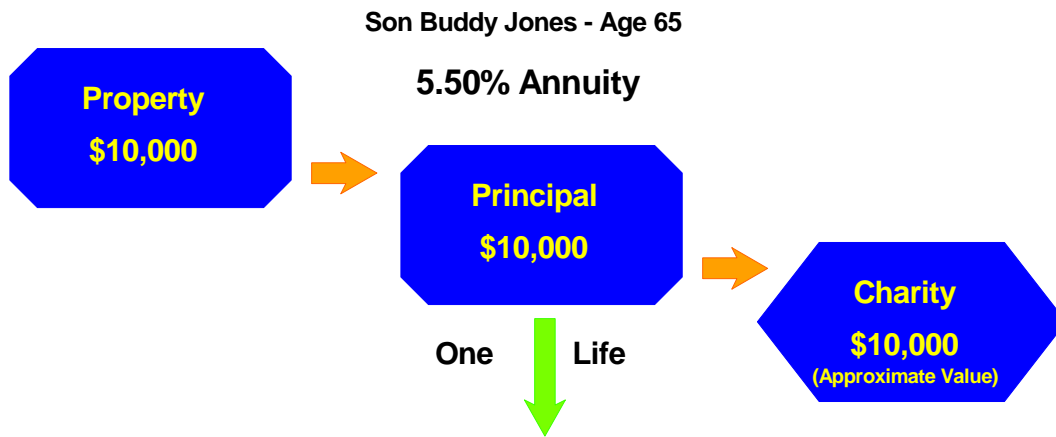 Son Buddy Jones - Age 65
5.50% Annuity
Property
$10,000
Principal
$10,000
One Life
Charity
$10,000
(Approximate Value)